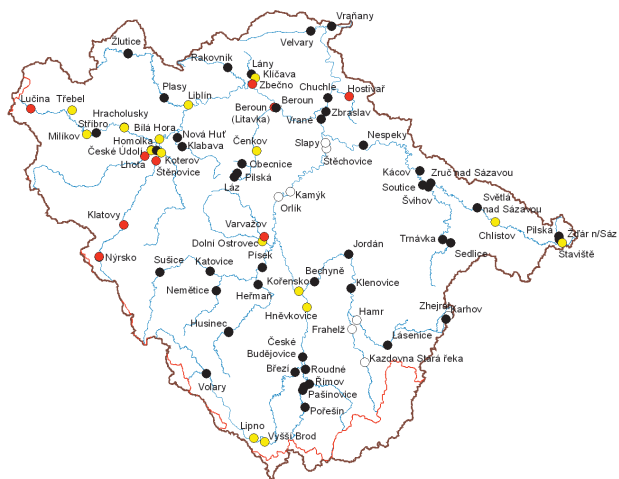 Vraňany
Velvary
Žlutice
Rakovník
Lány
Klíčava
Zbečno
Plasy
Liblín
Chuchle
Hostivař
Lučina
Třebel
Beroun
Beroun
(Litavka)
Zbraslav
Vrané
Hracholusky
Stříbro
Milíkov
Bílá Hora
Nová Huť
Homolka
Klabava
České Údolí
Koterov
Lhota
Štěnovice
Čenkov
Obecnice
Pilská
Láz
Slapy
Štěchovice
Nespeky
Kácov
Zruč nad Sázavou
Soutice
Švihov
Kamýk
Orlík
Světlá
nad Sázavou
Chlístov
Pilská
Žďár n/Sáz
Staviště
Klatovy
Varvažov
Dolní Ostrovec
Trnávka
Sedlice
Jordán
Nýrsko
Sušice
Katovice
Písek
Bechyně
Kořensko
Klenovice
Nemětice
Heřmaň
Hněvkovice
Hamr
Frahelž
Zhejral
Karhov
Husinec
Lásenice
České
Budějovice
Kazdovna Stará řeka
Březí
Roudné
Římov
Pašinovice
Volary
Pořešín
Lipno
Vyšší Brod